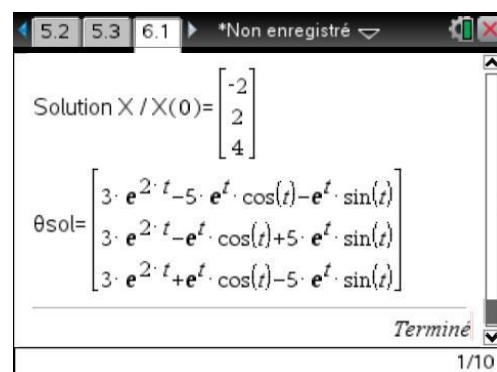 5.2 5.3 6.1 *Non enregistré
Solution X / X(0)= [-2
2
4]
θsol= [3· e^2·t−5· e^t· cos(t)−e^t· sin(t)
3· e^2·t−e^t· cos(t)+5· e^t· sin(t)
3· e^2·t+e^t· cos(t)−5· e^t· sin(t)]
Terminé
1/10